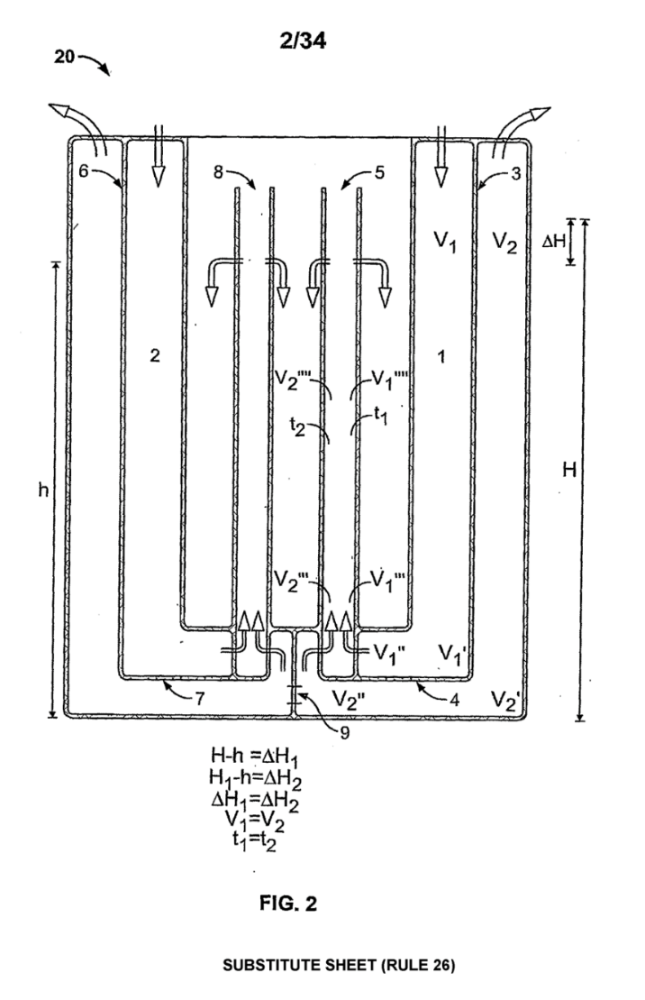 2/34
20
6
8
5
3
V1
V2
ΔH
2
1
V2""
V1""
t2
t1
h
H
V2'''
V1'''
V1"
V1'
7
V2"
4
V2'
9
H-h =ΔH1
H1-h=ΔH2
ΔH1=ΔH2
V1=V2
t1=t2
FIG. 2
SUBSTITUTE SHEET (RULE 26)